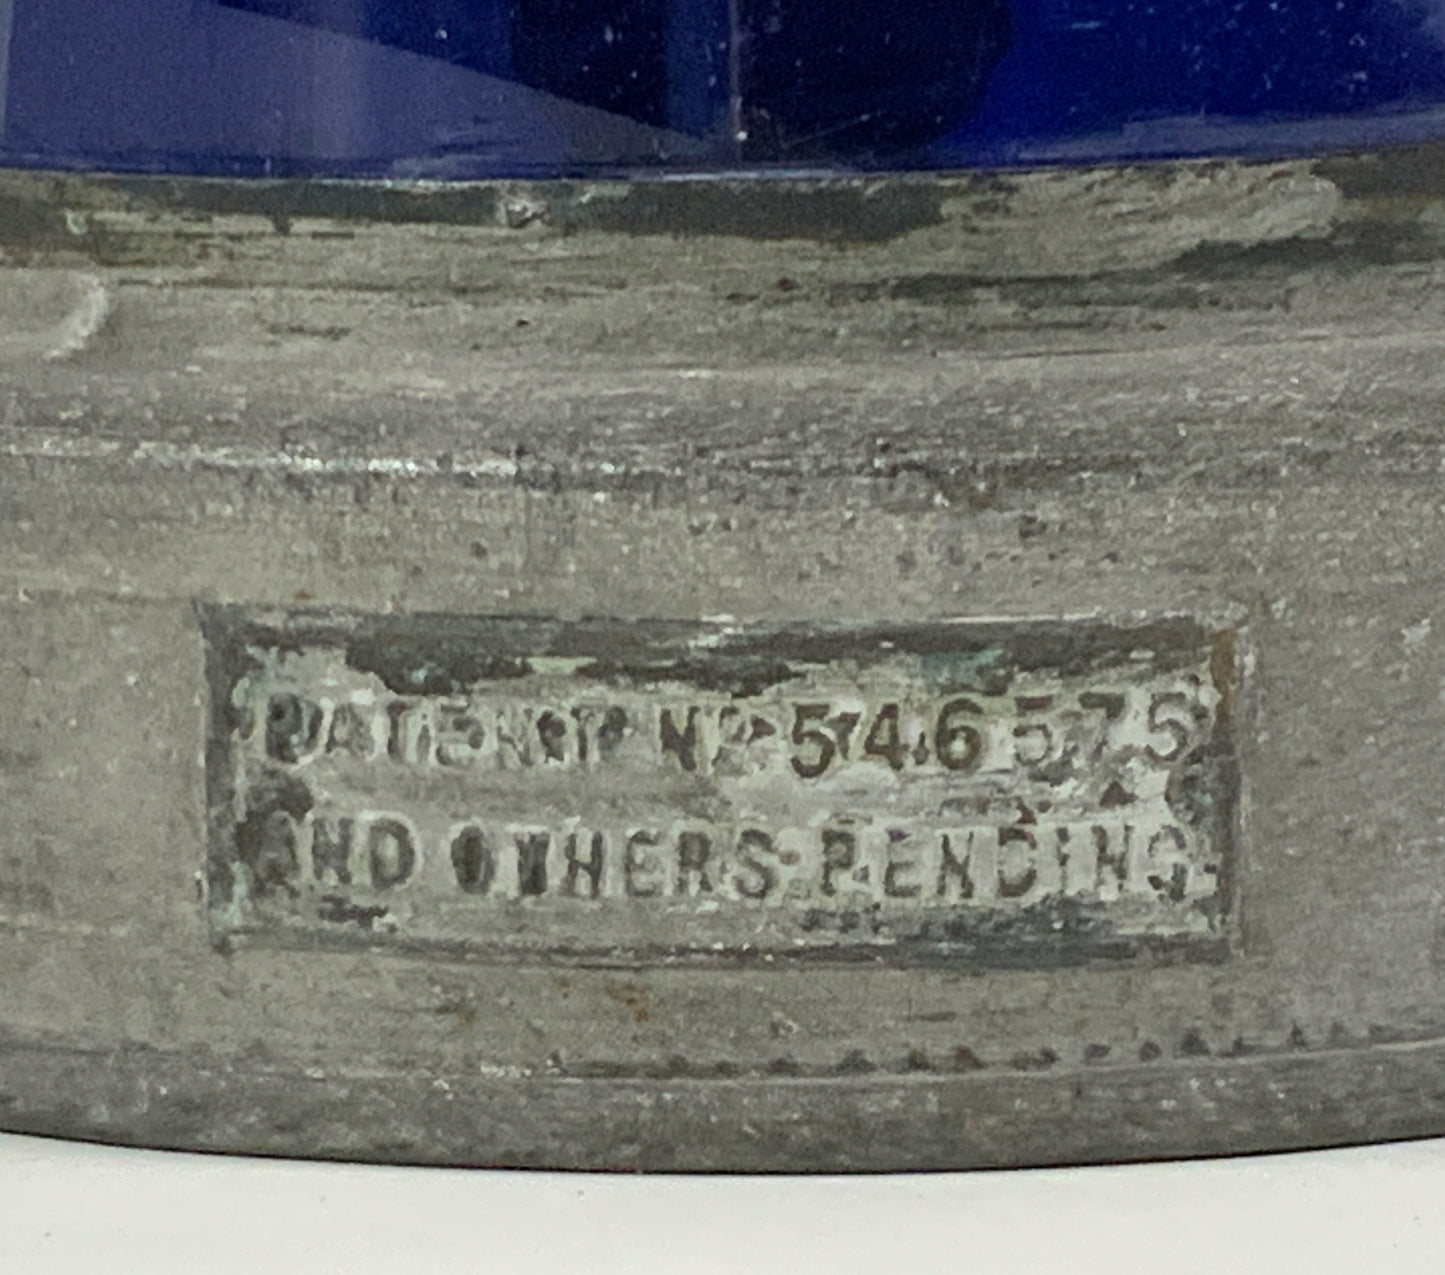 PATENT Nº 546575
AND OTHERS PENDING